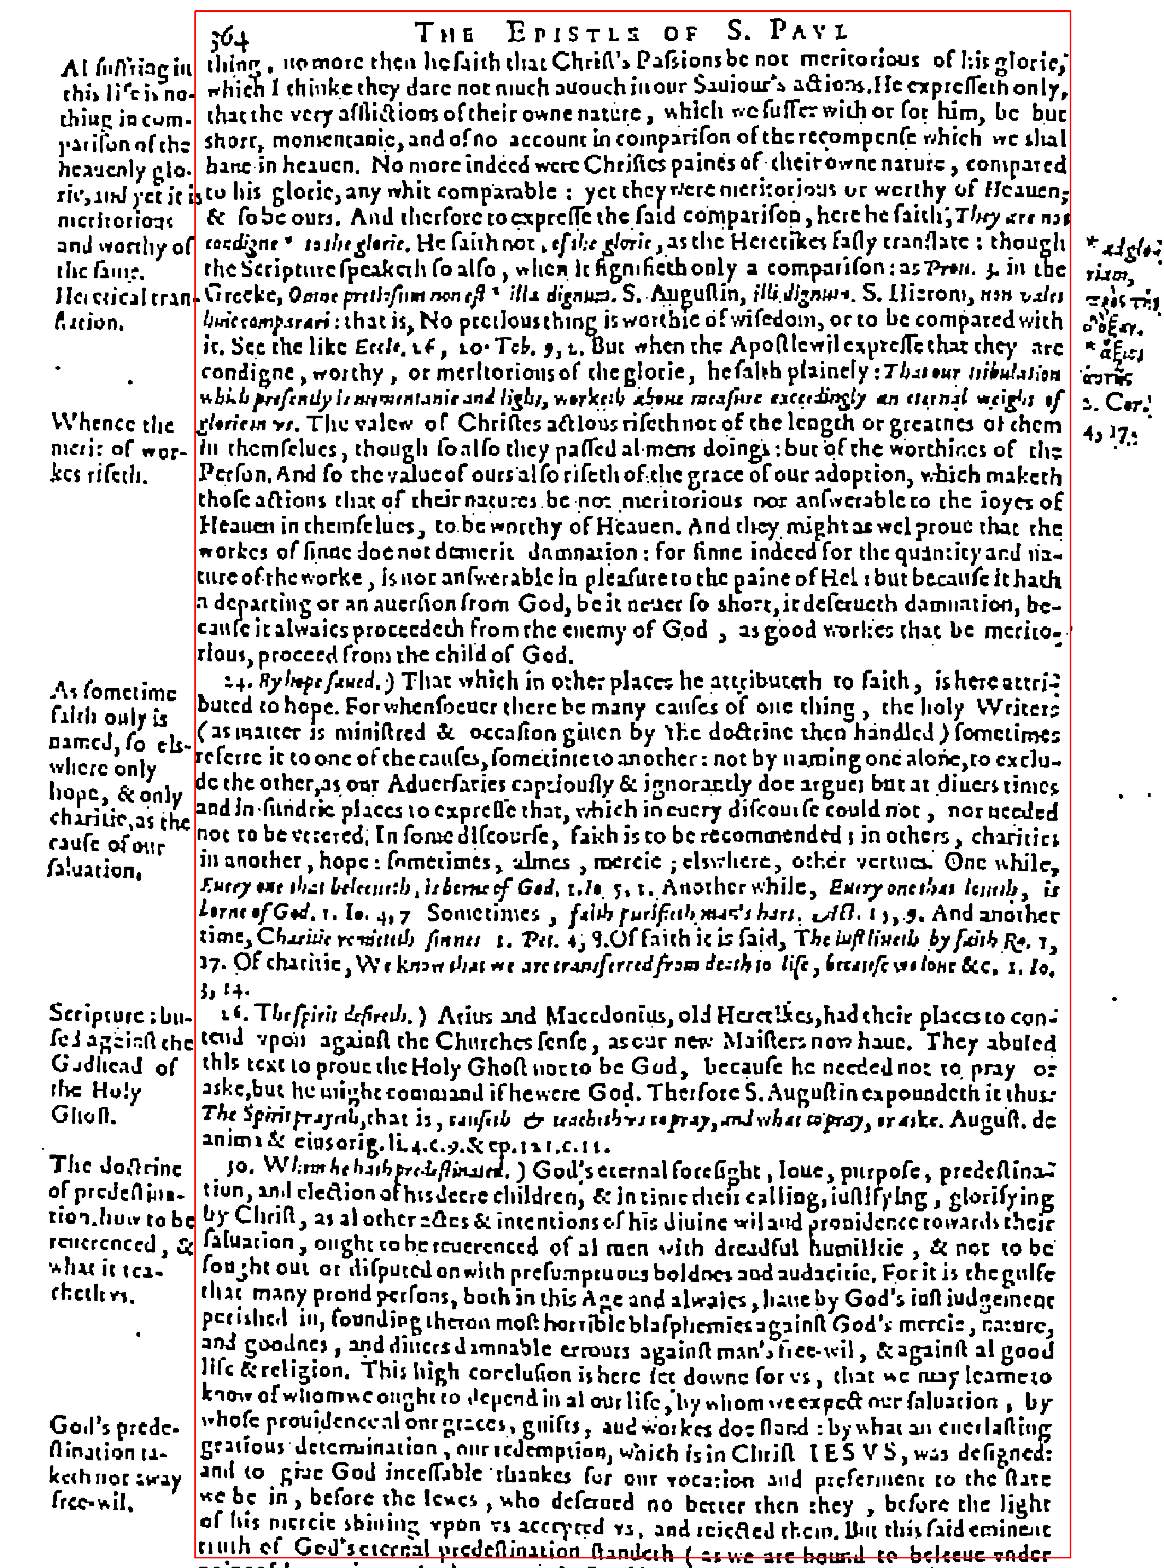 364 THE EPISTLE OF S. PAVL
thing, no more then he saith that Christ's Passions be not meritorious of his glorie,
which I thinke they dare not much auouch in our Sauiour's actions. He expresseth only,
that the very afflictions of their owne nature, which we suffer with or for him, be but
short, momentanie, and of no account in comparison of the recompense which we shal
haue in heauen. No more indeed were Christes paines of their owne nature, compared
to his glorie, any whit comparable: yet they were meritorious or worthy of Heauen;
& so be ours. And therfore to expresse the said comparison, here he saith, They are not
condigne * to the glorie. He saith not, of the glorie, as the Heretikes falsly translate: though
the Scripture speaketh so also, when it signifieth only a comparison: as Prou. 3. in the
Greeke, Omne pretiosum non est * illa dignum. S. Augustin, illi dignum. S. Hierom, non valet
huic comparari: that is, No pretious thing is worthie of wisedom, or to be compared with
it. See the like Eccle. 26, 20. Tob. 9, 2. But when the Apostle wil expresse that they are
condigne, worthy, or meritorious of the glorie, he saith plainely: That our tribulation
which presently is momentanie and light, worketh aboue measure exceedingly an eternal weight of
glorie in vs. The valew of Christes actions riseth not of the length or greatnes of them
in themselues, though so also they passed al mens doings: but of the worthines of the
Person. And so the value of ours also riseth of the grace of our adoption, which maketh
those actions that of their natures be not meritorious nor answerable to the ioyes of
Heauen in themselues, to be worthy of Heauen. And they might as wel proue that the
workes of sinne doe not demerit damnation: for sinne indeed for the quantity and na-
ture of the worke, is not answerable in pleasure to the paine of Hel: but because it hath
a departing or an auersion from God, be it neuer so short, it deserueth damnation, be-
cause it alwaies proceedeth from the enemy of God, as good workes that be merito-
rious, proceed from the child of God.
24. By hope saued.) That which in other places he attributeth to faith, is here attri-
buted to hope. For whensoeuer there be many causes of one thing, the holy Writers
(as matter is ministred & occasion giuen by the doctrine then handled) sometimes
referre it to one of the causes, sometime to another: not by naming one alone, to exclu-
de the other, as our Aduersaries captiously & ignorantly doe argue: but at diuers times
and in sundrie places to expresse that, which in euery discourse could not, nor needed
not to be vttered. In some discourse, faith is to be recommended; in others, charitie;
in another, hope: sometimes, almes, mercie; elswhere, other vertues. One while,
Euery one that beleeueth, is borne of God. 1. Io. 5, 1. Another while, Euery one that loueth, is
borne of God. 1. Io. 4, 7 Sometimes, faith purifieth man's hart. Act. 15, 9. And another
time, Charitie remitteth sinnes 1. Pet. 4, 8. Of faith it is said, The iust liueth by faith Ro. 1,
17. Of charitie, We know that we are transferred from death to life, because we loue &c. 1. Io.
3, 14.
26. The spirit desireth.) Arius and Macedonius, old Heretikes, had their places to con-
tend vpon against the Churches sense, as our new Maisters now haue. They abused
this text to proue the Holy Ghost not to be God, because he needed not to pray or
aske, but he might command if he were God. Therfore S. Augustin expoundeth it thus:
The Spirit prayeth, that is, causeth & teacheth vs to pray, and what to pray, or aske. August. de
anima & eius orig. li. 4. c. 9. & ep. 121. c. 11.
30. Whom he hath predestinated.) God's eternal foresight, loue, purpose, predestina-
tion, and election of his deere children, & in time their calling, iustifying, glorifying
by Christ, as al other actes & intentions of his diuine wil and prouidence towards their
saluation, ought to be reuerenced of al men with dreadful humilitie, & not to be
sought out or disputed on with presumptuous boldnes and audacitie. For it is the gulfe
that many proud persons, both in this Age and alwaies, haue by God's iust iudgement
perished in, founding theron most horrible blasphemies against God's mercie, nature,
and goodnes, and diuers damnable errours against man's free-wil, & against al good
life & religion. This high conclusion is here set downe for vs, that we may learne to
know of whom we ought to depend in al our life, by whom we expect our saluation, by
whose prouidence al our graces, guifts, and workes doe stand: by what an euerlasting
gratious determination, our redemption, which is in Christ IESVS, was designed:
and to giue God incessable thankes for our vocation and preferment to the state
we be in, before the Iewes, who deserued no better then they, before the light
of his mercie shining vpon vs accepted vs, and reiected them. But this said eminent
truth of God's eternal predestination standeth (as we are bound to beleeue vnder
Al suffring in
this life is no-
thing in com-
parison of the
heauenly glo-
rie, and yet it is
meritorious
and worthy of
the same.
Heretical tran-
slation.
Whence the
merit of wor-
kes riseth.
As sometime
faith only is
named, so els-
where only
hope, & only
charitie, as the
cause of our
saluation.
Scripture abu-
sed against the
Godhead of
the Holy
Ghost.
The doctrine
of predestina-
tion, how to be
reuerenced, &
what it tea-
cheth vs.
God's prede-
stination ta-
keth not away
free-wil.
* ad glo-
riam,
πρὸς τὴν
δόξαν.
* ἄξιον
αὐτῆς
2. Cor.
4, 17.